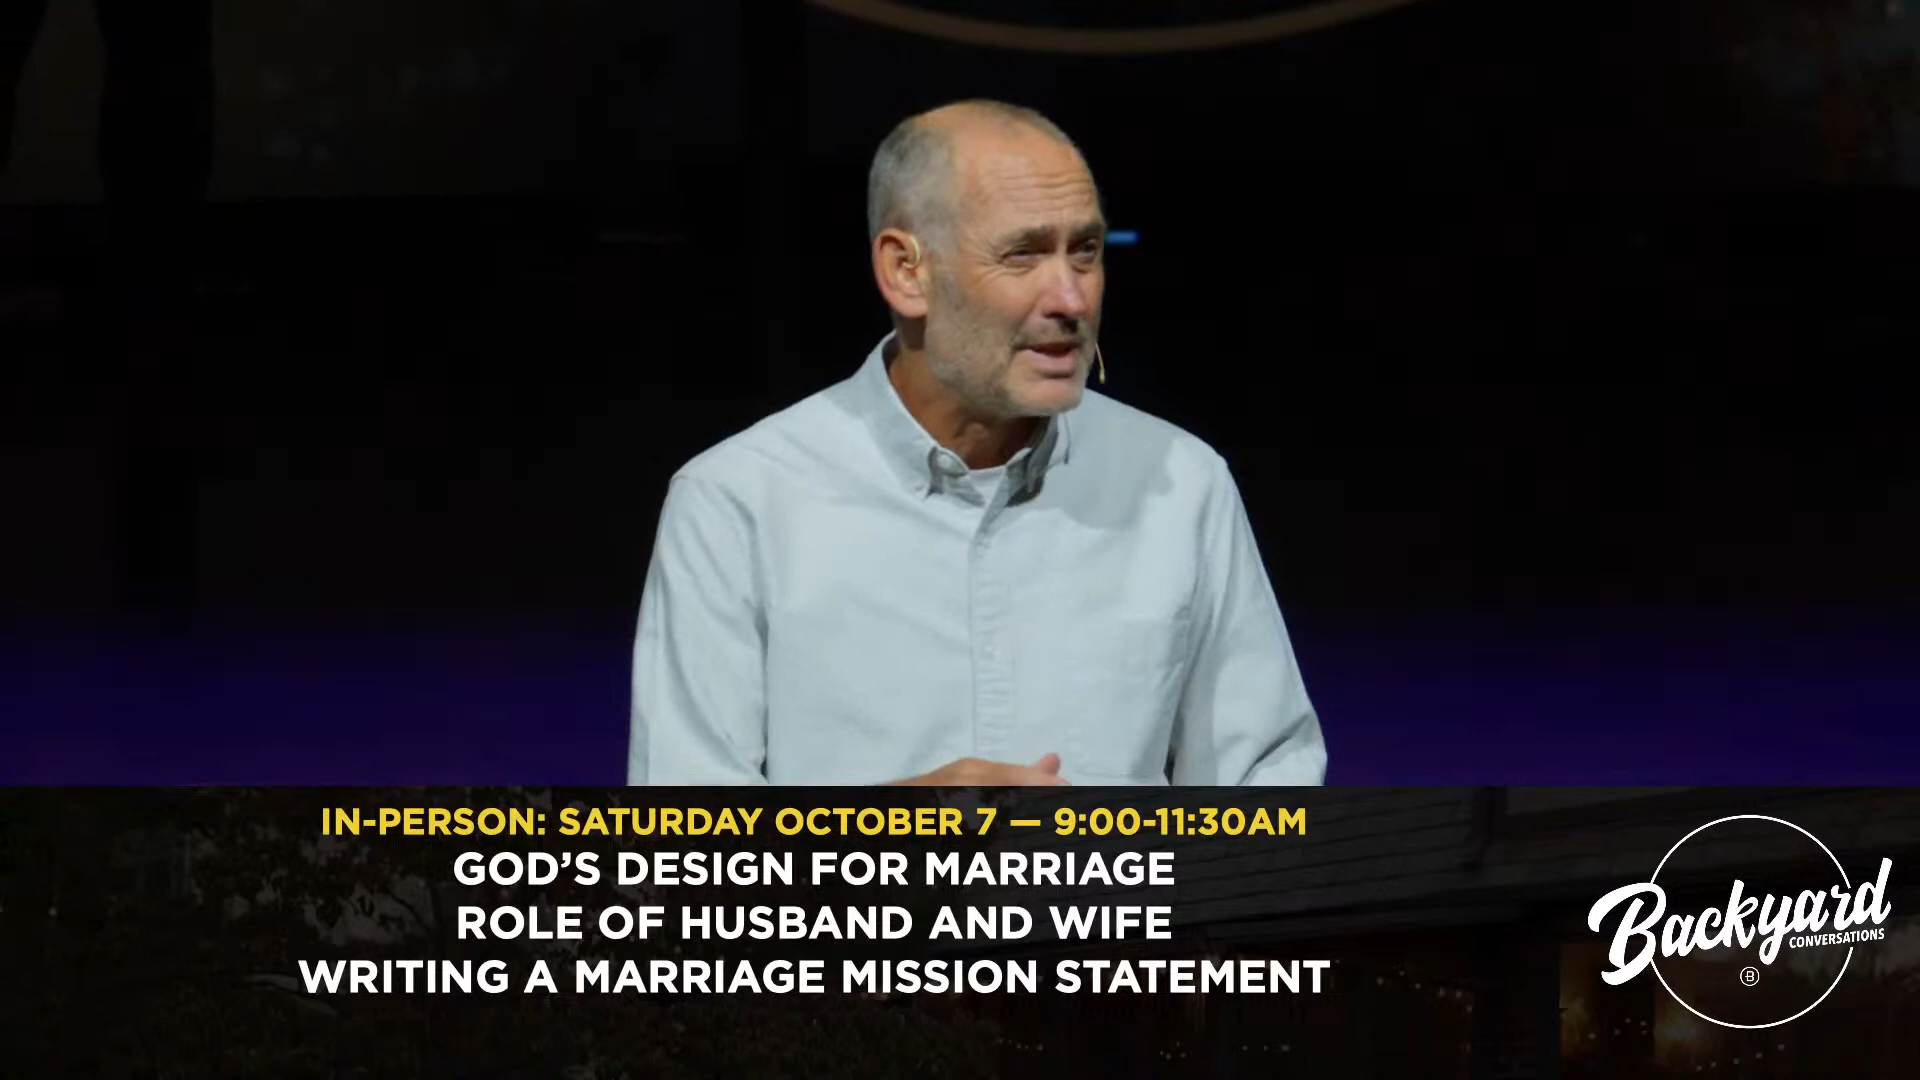 IN-PERSON: SATURDAY OCTOBER 7 — 9:00-11:30AM
GOD’S DESIGN FOR MARRIAGE
ROLE OF HUSBAND AND WIFE
WRITING A MARRIAGE MISSION STATEMENT
Backyard
CONVERSATIONS
B